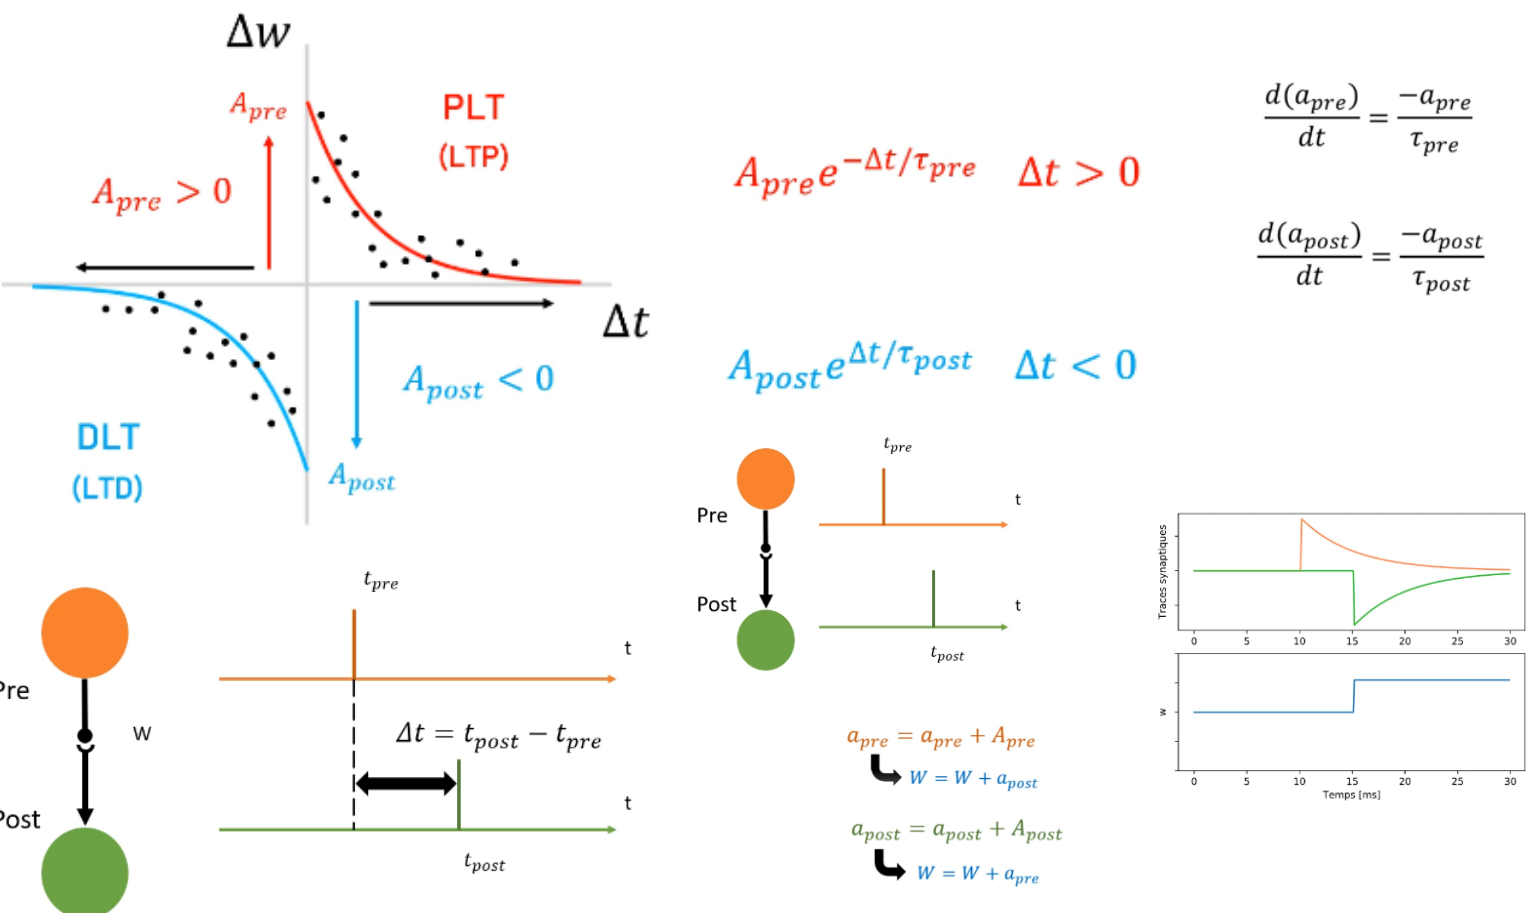 Δw
A_pre
PLT
(LTP)
A_pre > 0
Δt
A_post < 0
DLT
(LTD)
A_post
A_pre e^{-Δt/τ_pre} Δt > 0
A_post e^{Δt/τ_post} Δt < 0
d(a_pre)/dt = -a_pre/τ_pre
d(a_post)/dt = -a_post/τ_post
t_pre
t
Pre
W
Δt = t_post − t_pre
Post
t
t_post
t_pre
t
Pre
Post
t
t_post
a_pre = a_pre + A_pre
W = W + a_post
a_post = a_post + A_post
W = W + a_pre
Traces synaptiques
0 5 10 15 20 25 30
w
0 5 10 15 20 25 30
Temps [ms]